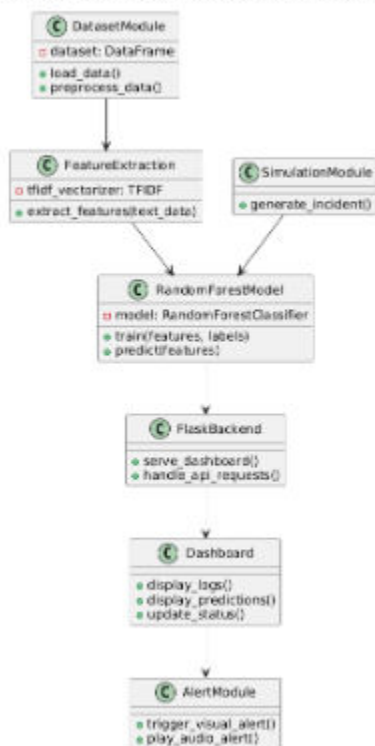 C DatasetModule
dataset: DataFrame
load_data()
preprocess_data()
C FeatureExtraction
tfidf_vectorizer: TFIDF
extract_features(text_data)
C SimulationModule
generate_incident()
C RandomForestModel
model: RandomForestClassifier
train(features, labels)
predict(features)
C FlaskBackend
serve_dashboard()
handle_api_requests()
C Dashboard
display_logs()
display_predictions()
update_status()
C AlertModule
trigger_visual_alert()
play_audio_alert()